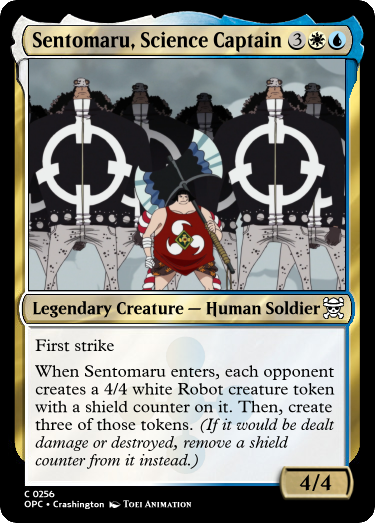 Sentomaru, Science Captain 3
Legendary Creature — Human Soldier
First strike
When Sentomaru enters, each opponent
creates a 4/4 white Robot creature token
with a shield counter on it. Then, create
three of those tokens. (If it would be dealt
damage or destroyed, remove a shield
counter from it instead.)
4/4
C 0256
OPC • Crashington TOEI ANIMATION